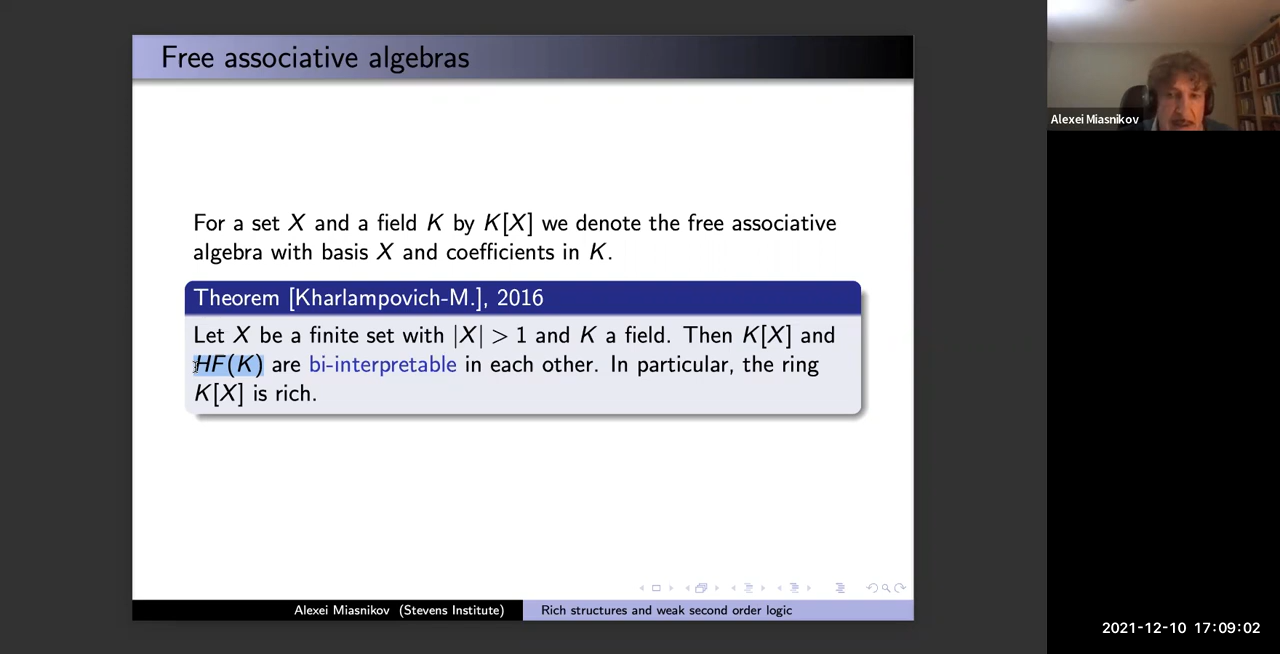 Free associative algebras
For a set X and a field K by K[X] we denote the free associative
algebra with basis X and coefficients in K.
Theorem [Kharlampovich-M.], 2016
Let X be a finite set with |X| > 1 and K a field. Then K[X] and
HF(K) are bi-interpretable in each other. In particular, the ring
K[X] is rich.
Alexei Miasnikov (Stevens Institute)
Rich structures and weak second order logic
Alexei Miasnikov
2021-12-10 17:09:02